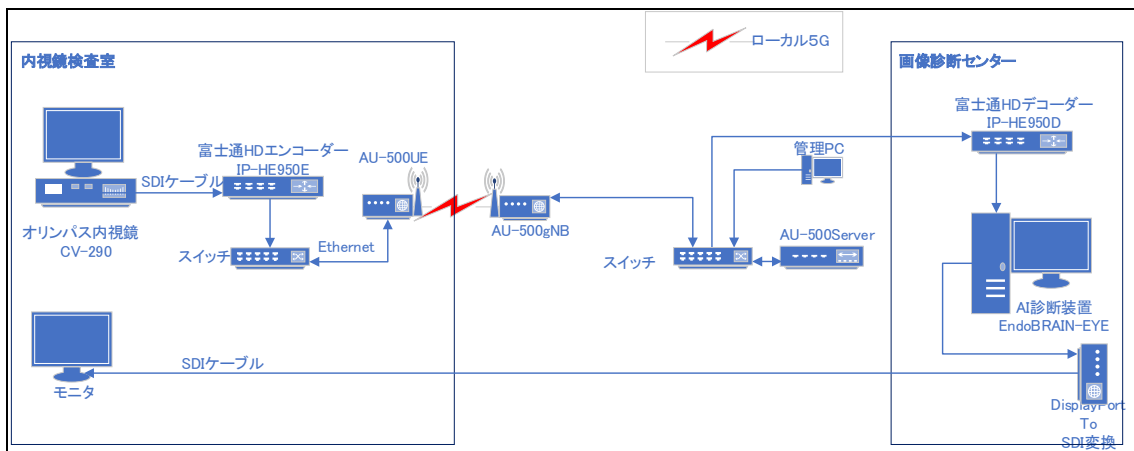 ローカル5G
内視鏡検査室
画像診断センター
富士通HDエンコーダー
IP-HE950E
AU-500UE
富士通HDデコーダー
IP-HE950D
管理PC
SDIケーブル
オリンパス内視鏡
CV-290
スイッチ
Ethernet
AU-500gNB
スイッチ
AU-500Server
AI診断装置
EndoBRAIN-EYE
SDIケーブル
モニタ
DisplayPort
To
SDI変換